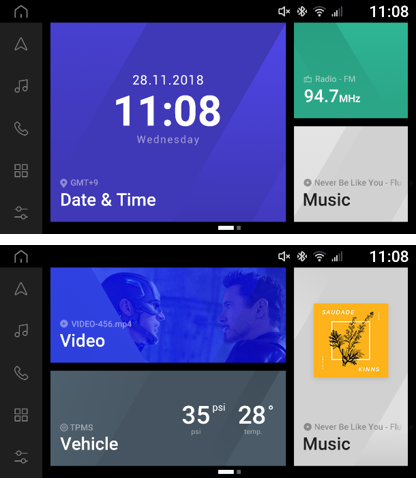 11:08
28.11.2018
11:08
Wednesday
GMT+9
Date & Time
Radio - FM
94.7MHz
Never Be Like You - Flu
Music
11:08
VIDEO-456.mp4
Video
TPMS
Vehicle
35 psi
psi
28°
temp.
SAUDADE
KINNS
Never Be Like You - Flu
Music